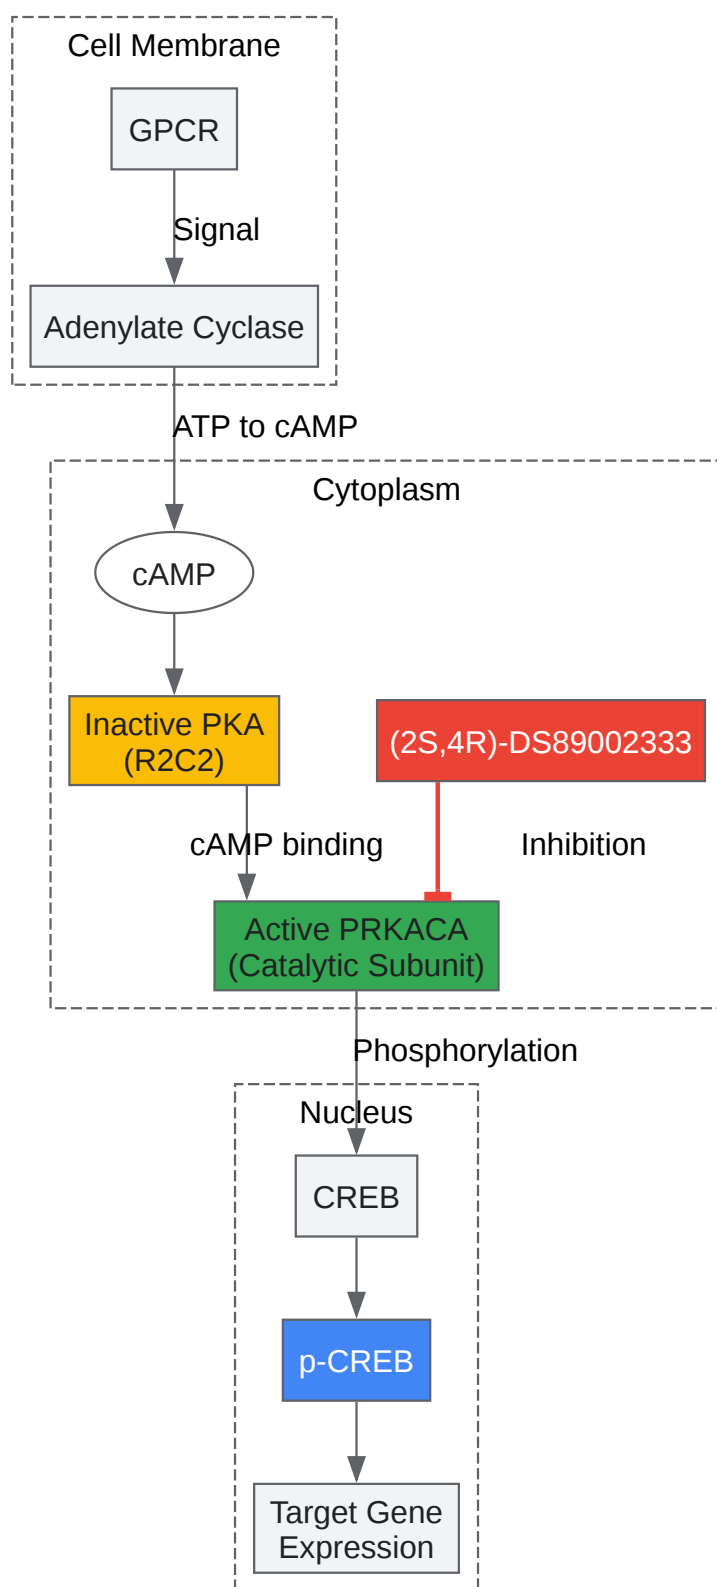 Cell Membrane
GPCR
Signal
Adenylate Cyclase
ATP to cAMP
Cytoplasm
cAMP
Inactive PKA
(R2C2)
(2S,4R)-DS89002333
cAMP binding
Inhibition
Active PRKACA
(Catalytic Subunit)
Phosphorylation
Nucleus
CREB
p-CREB
Target Gene
Expression